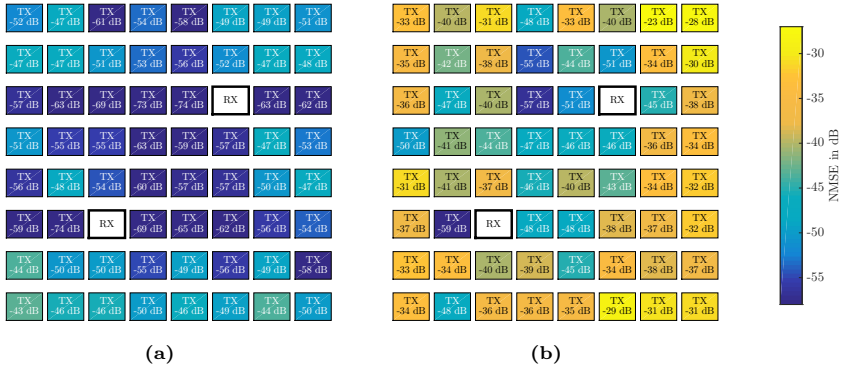 TX TX TX TX TX TX TX TX
-52 dB -47 dB -61 dB -54 dB -58 dB -49 dB -49 dB -51 dB
TX TX TX TX TX TX TX TX
-47 dB -47 dB -51 dB -53 dB -56 dB -52 dB -47 dB -48 dB
TX TX TX TX TX RX TX TX
-57 dB -63 dB -69 dB -73 dB -74 dB -63 dB -62 dB
TX TX TX TX TX TX TX TX
-51 dB -55 dB -55 dB -63 dB -59 dB -57 dB -47 dB -53 dB
TX TX TX TX TX TX TX TX
-56 dB -48 dB -54 dB -60 dB -57 dB -57 dB -50 dB -47 dB
TX TX RX TX TX TX TX TX
-59 dB -74 dB -69 dB -65 dB -62 dB -56 dB -54 dB
TX TX TX TX TX TX TX TX
-44 dB -50 dB -50 dB -55 dB -49 dB -56 dB -49 dB -58 dB
TX TX TX TX TX TX TX TX
-43 dB -46 dB -46 dB -50 dB -46 dB -49 dB -44 dB -50 dB
(a)
TX TX TX TX TX TX TX TX
-33 dB -40 dB -31 dB -48 dB -33 dB -40 dB -23 dB -28 dB
TX TX TX TX TX TX TX TX
-35 dB -42 dB -38 dB -55 dB -44 dB -51 dB -34 dB -30 dB
TX TX TX TX TX RX TX TX
-36 dB -47 dB -40 dB -57 dB -51 dB -45 dB -38 dB
TX TX TX TX TX TX TX TX
-50 dB -41 dB -44 dB -47 dB -46 dB -46 dB -36 dB -34 dB
TX TX TX TX TX TX TX TX
-31 dB -41 dB -37 dB -46 dB -40 dB -43 dB -34 dB -32 dB
TX TX RX TX TX TX TX TX
-37 dB -59 dB -48 dB -48 dB -38 dB -37 dB -32 dB
TX TX TX TX TX TX TX TX
-33 dB -34 dB -40 dB -39 dB -45 dB -34 dB -38 dB -37 dB
TX TX TX TX TX TX TX TX
-34 dB -48 dB -36 dB -36 dB -35 dB -29 dB -31 dB -31 dB
(b)
-30
-35
-40
-45
-50
-55
NMSE in dB